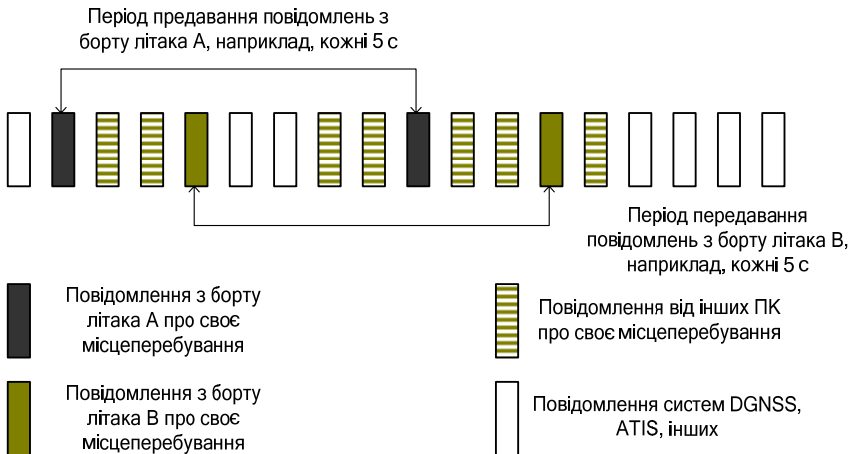 Період предавання повідомлень з
борту літака А, наприклад, кожні 5 с
Період передавання
повідомлень з борту літака В,
наприклад, кожні 5 с
Повідомлення з борту
літака А про своє
місцеперебування
Повідомлення від інших ПК
про своє місцеперебування
Повідомлення з борту
літака В про своє
місцеперебування
Повідомлення систем DGNSS,
ATIS, інших